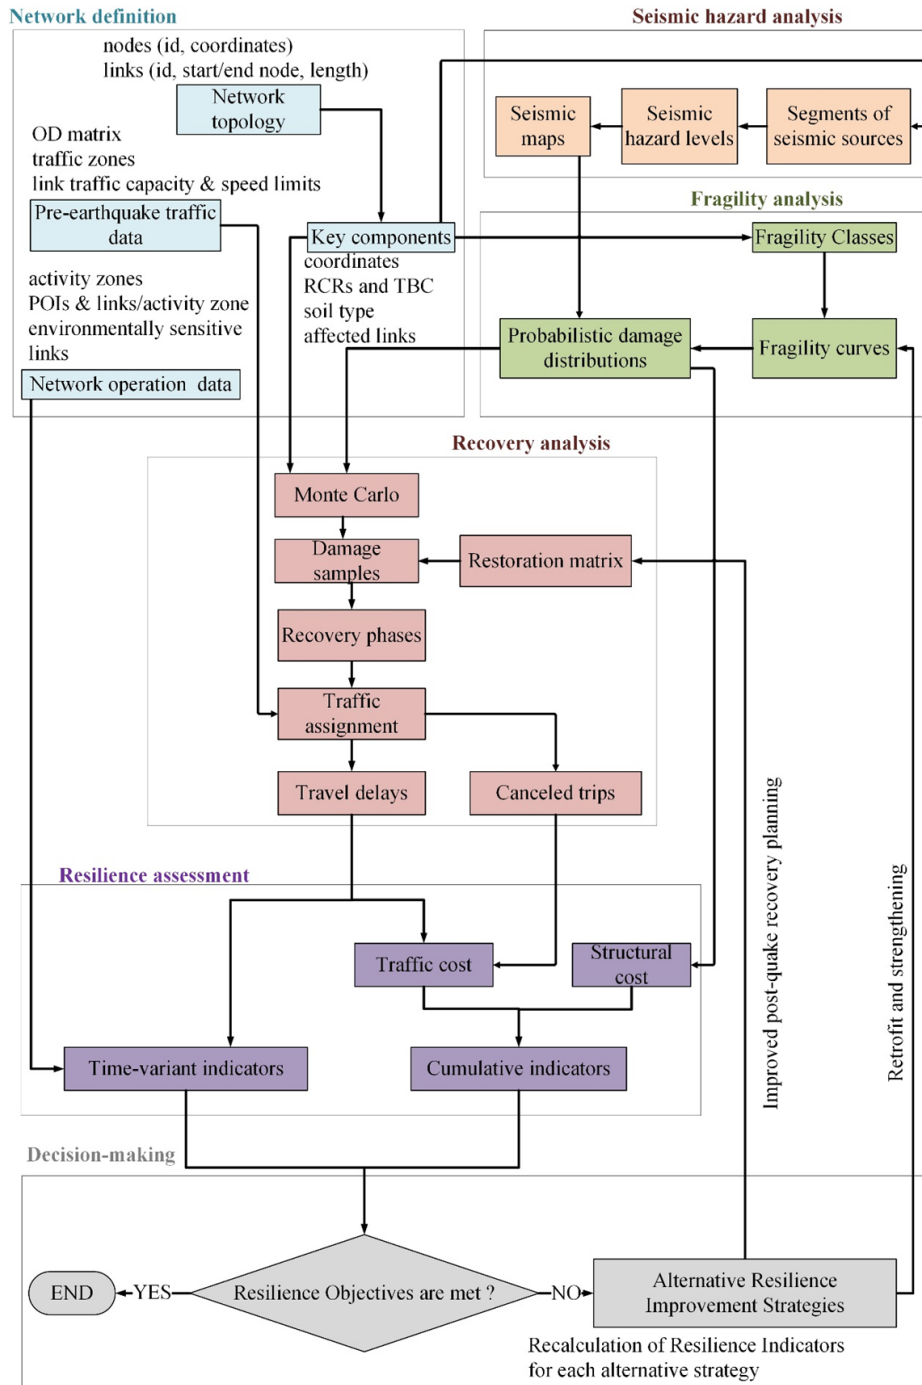 Network definition
nodes (id, coordinates)
links (id, start/end node, length)
Network
topology
OD matrix
traffic zones
link traffic capacity & speed limits
Pre-earthquake traffic
data
activity zones
POIs & links/activity zone
environmentally sensitive
links
Network operation data
Key components
coordinates
RCRs and TBC
soil type
affected links
Seismic hazard analysis
Seismic
maps
Seismic
hazard levels
Segments of
seismic sources
Fragility analysis
Fragility Classes
Probabilistic damage
distributions
Fragility curves
Recovery analysis
Monte Carlo
Damage
samples
Restoration matrix
Recovery phases
Traffic
assignment
Travel delays
Canceled trips
Improved post-quake recovery planning
Retrofit and strengthening
Resilience assessment
Traffic cost
Structural
cost
Time-variant indicators
Cumulative indicators
Decision-making
END
YES
Resilience Objectives are met ?
NO
Alternative Resilience
Improvement Strategies
Recalculation of Resilience Indicators
for each alternative strategy